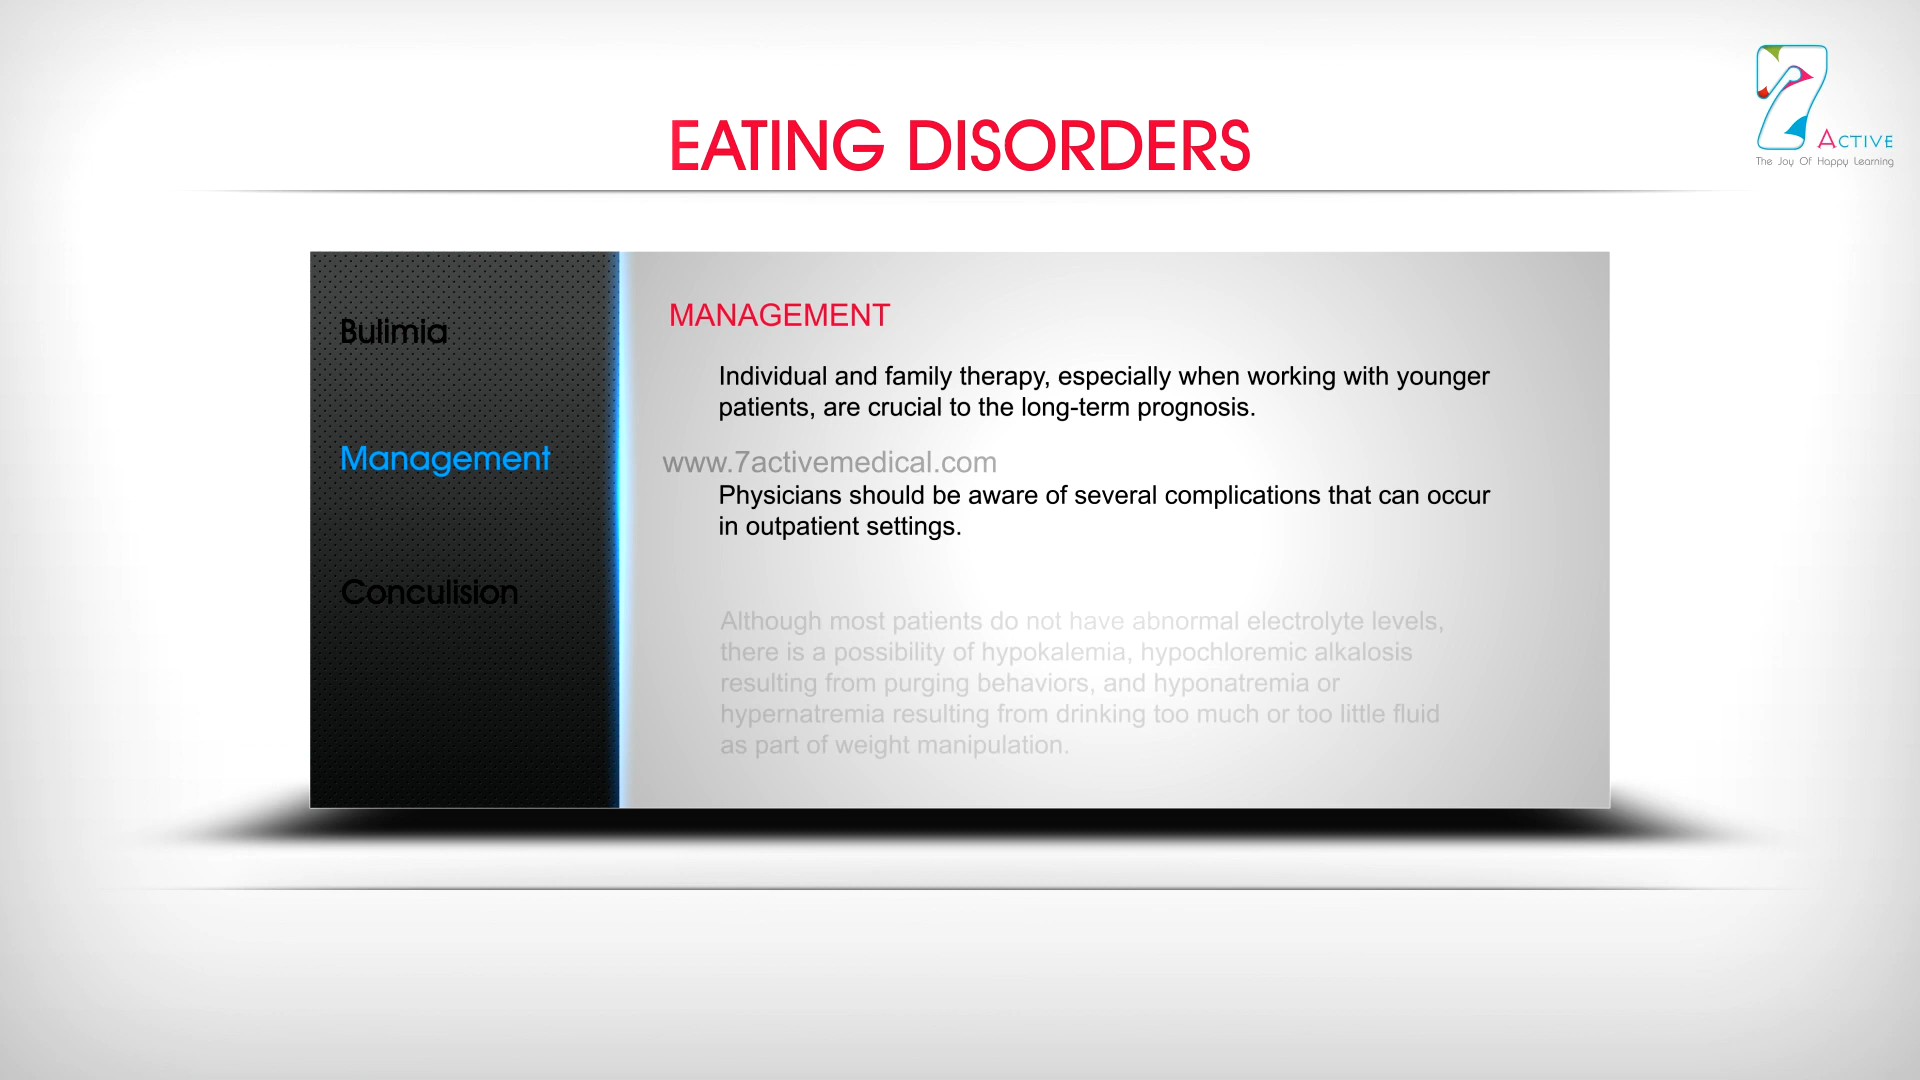 EATING DISORDERS
7
ACTIVE
The Joy Of Happy Learning
Bulimia
Management
Conculision
MANAGEMENT
Individual and family therapy, especially when working with younger
patients, are crucial to the long-term prognosis.
www.7activemedical.com
Physicians should be aware of several complications that can occur
in outpatient settings.
Although most patients do not have abnormal electrolyte levels,
there is a possibility of hypokalemia, hypochloremic alkalosis
resulting from purging behaviors, and hyponatremia or
hypernatremia resulting from drinking too much or too little fluid
as part of weight manipulation.